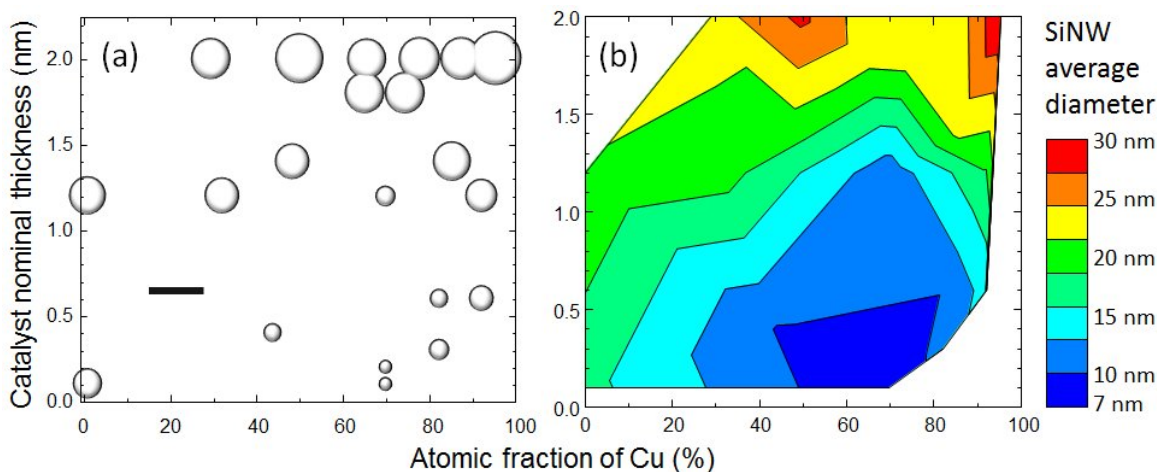 (a)
Catalyst nominal thickness (nm)
2.0
1.5
1.0
0.5
0.0
0 20 40 60 80 100
(b)
2.0
1.5
1.0
0.5
0.0
0 20 40 60 80 100
Atomic fraction of Cu (%)
SiNW
average
diameter
30 nm
25 nm
20 nm
15 nm
10 nm
7 nm